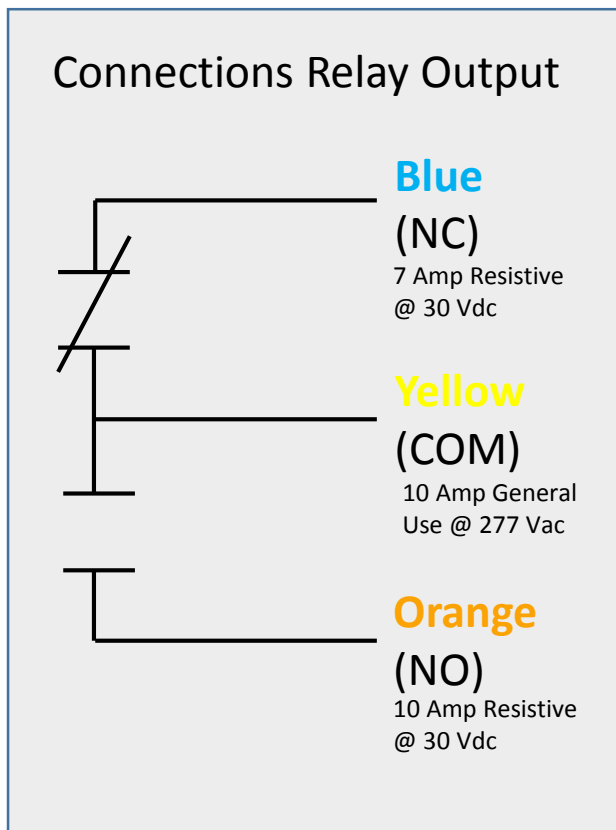 Connections Relay Output
Blue
(NC)
7 Amp Resistive
@ 30 Vdc
Yellow
(COM)
10 Amp General
Use @ 277 Vac
Orange
(NO)
10 Amp Resistive
@ 30 Vdc